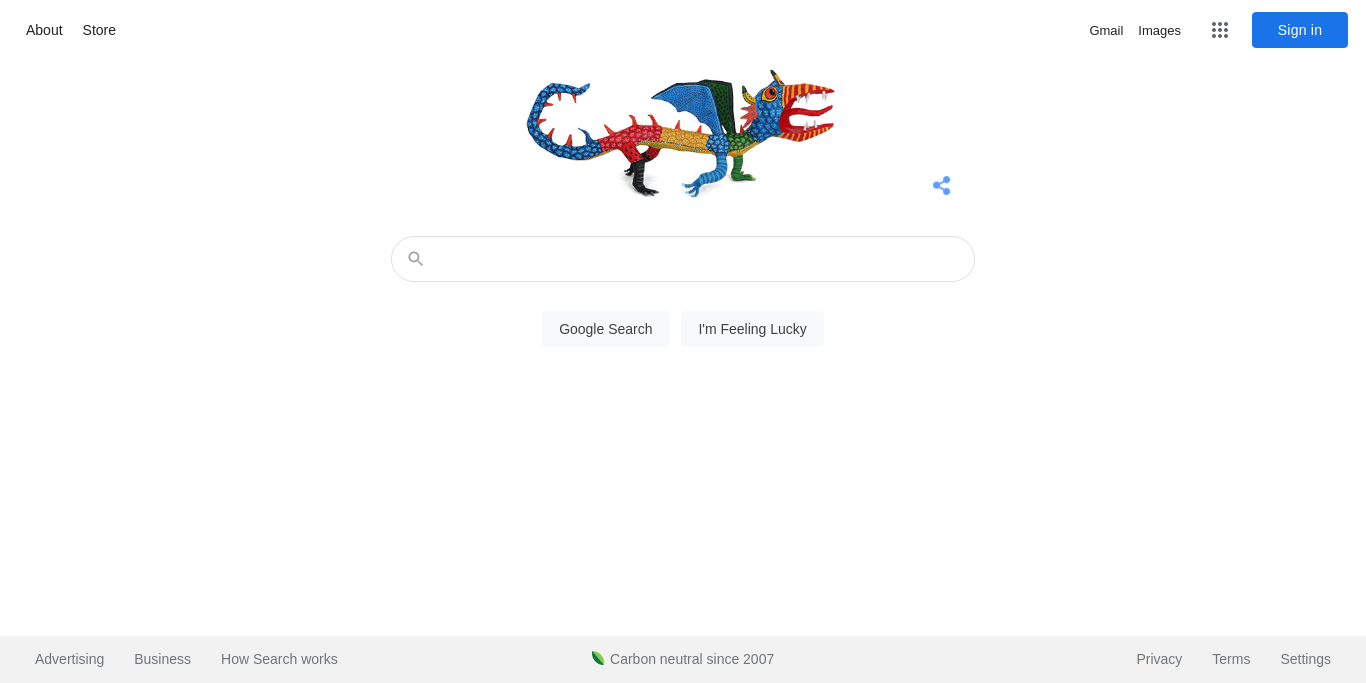 About Store Gmail Images Sign in
Google Search I'm Feeling Lucky
Advertising Business How Search works Carbon neutral since 2007 Privacy Terms Settings